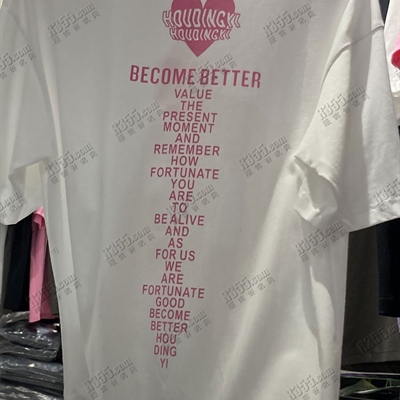 HOUDINGYI
HOUDINGYI
BECOME BETTER
VALUE
THE
PRESENT
MOMENT
AND
REMEMBER
HOW
FORTUNATE
YOU
ARE
TO
BE ALIVE
AND
AS
FOR US
WE
ARE
FORTUNATE
GOOD
BECOME
BETTER
HOU
DING
YI